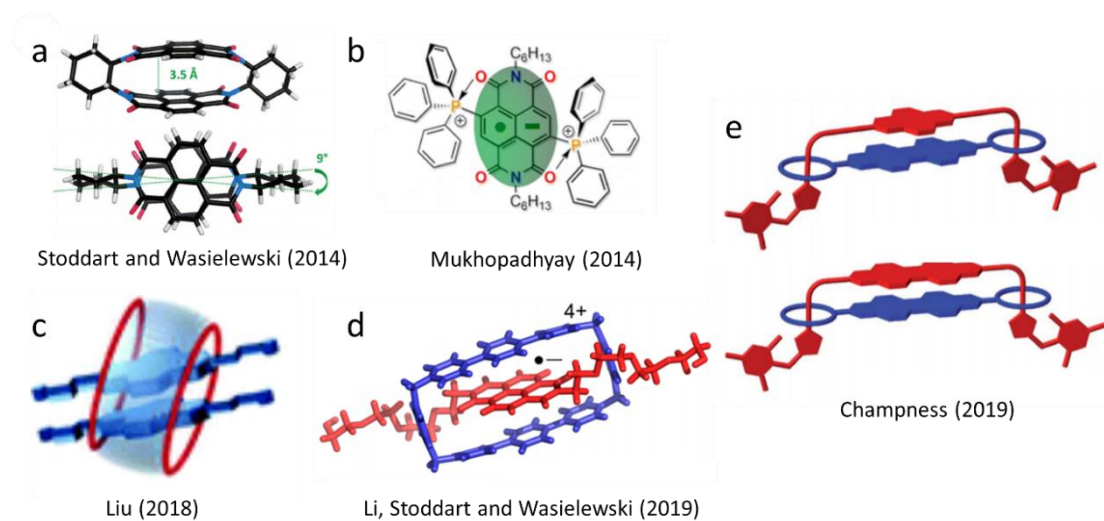 a
3.5 Å
9°
Stoddart and Wasielewski (2014)
b
C6H13
O N O
P P
⊕ ⊕
O N O
C6H13
Mukhopadhyay (2014)
c
Liu (2018)
d
4+
•–
Li, Stoddart and Wasielewski (2019)
e
Champness (2019)